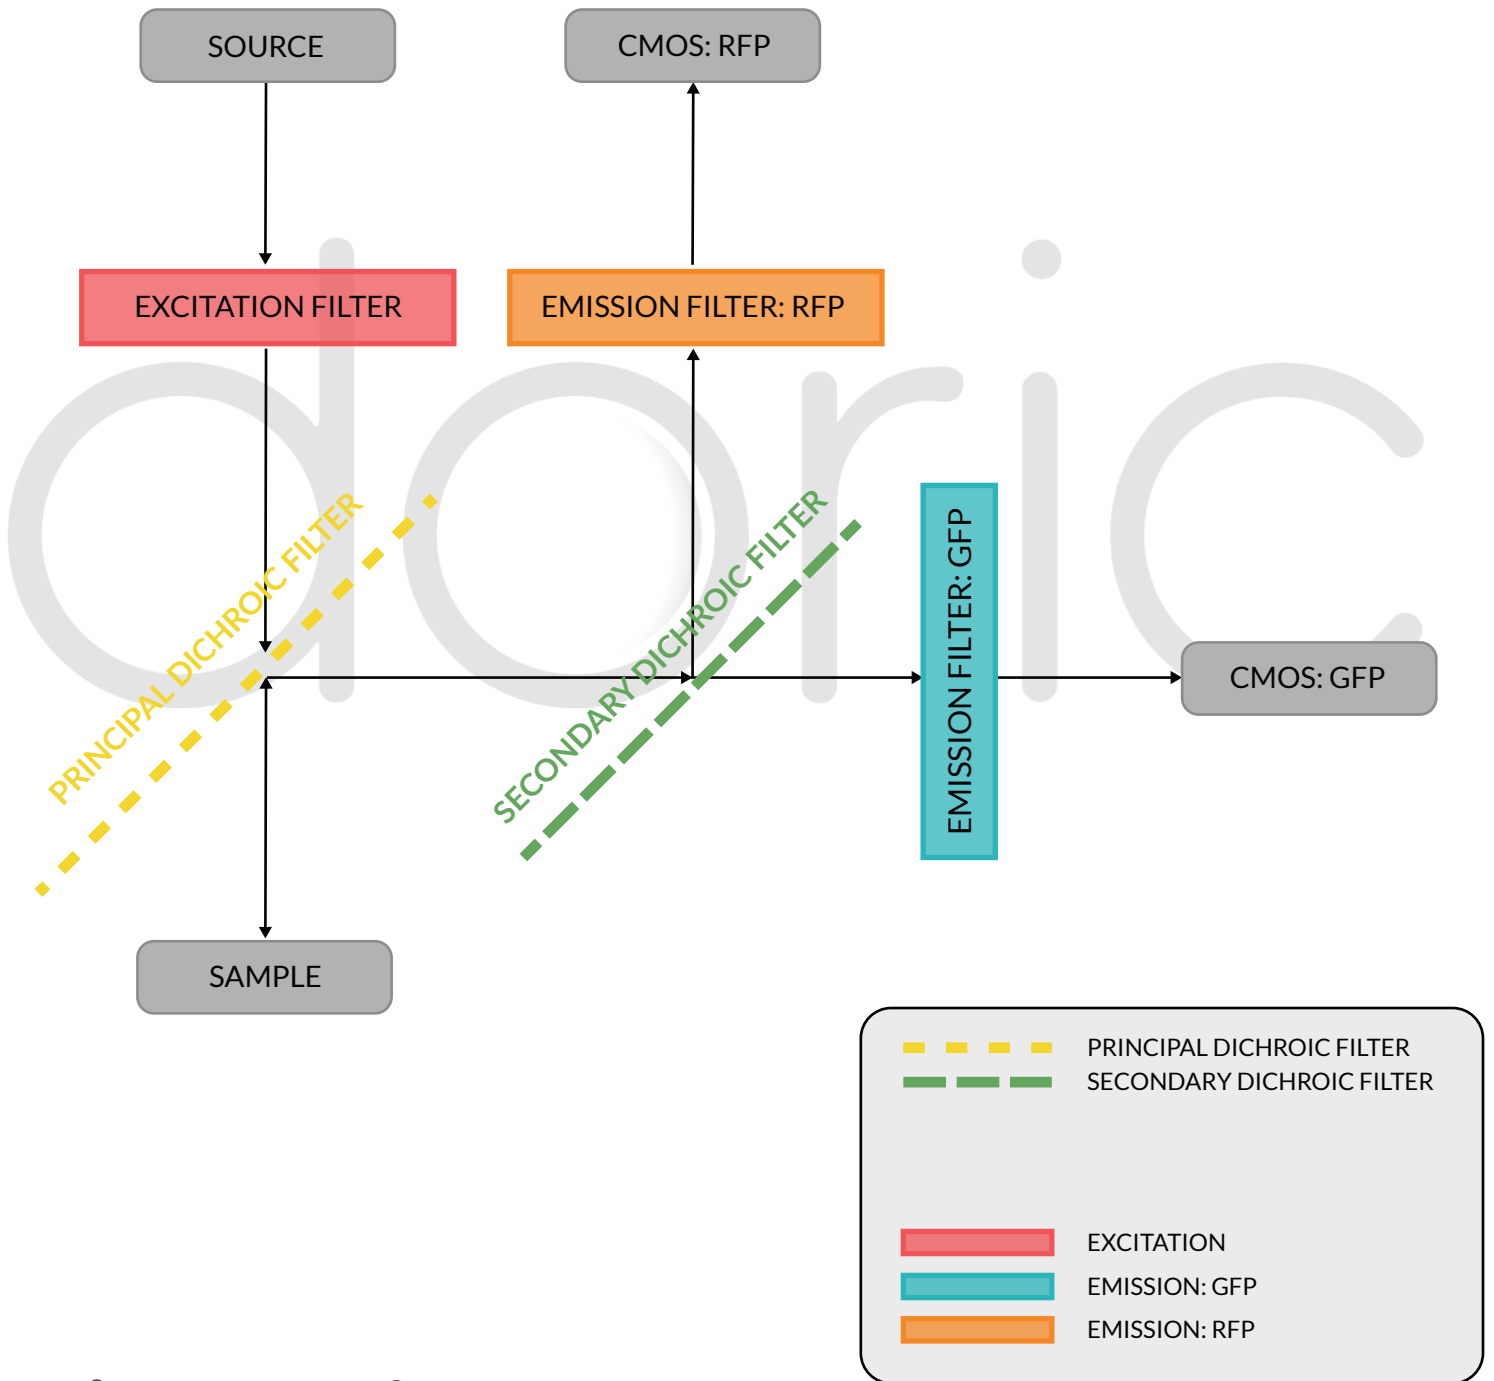 SOURCE
CMOS: RFP
EXCITATION FILTER
EMISSION FILTER: RFP
doric
PRINCIPAL DICHROIC FILTER
SECONDARY DICHROIC FILTER
EMISSION FILTER: GFP
CMOS: GFP
SAMPLE
PRINCIPAL DICHROIC FILTER
SECONDARY DICHROIC FILTER
EXCITATION
EMISSION: GFP
EMISSION: RFP